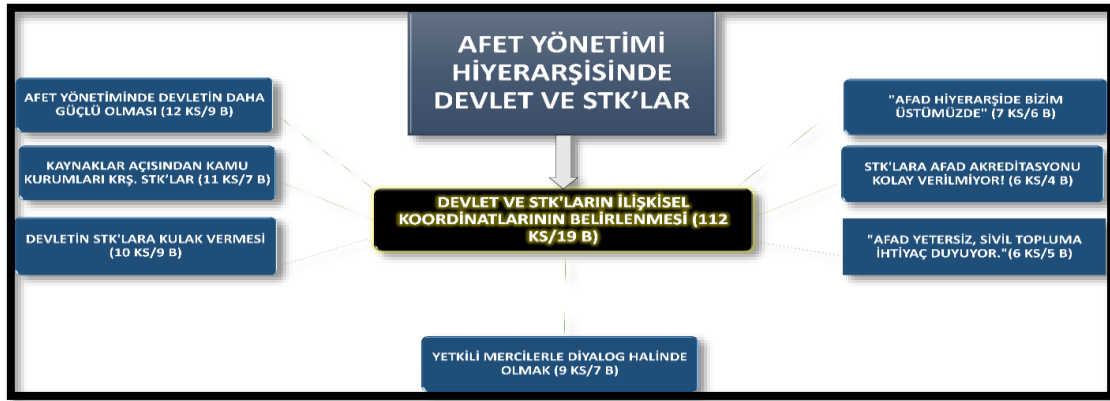 AFET YÖNETİMİ
HİYERARŞİSİNDE
DEVLET VE STK’LAR
AFET YÖNETİMİNDE DEVLETİN DAHA
GÜÇLÜ OLMASI (12 KS/9 B)
KAYNAKLAR AÇISINDAN KAMU
KURUMLARI KRŞ. STK’LAR (11 KS/7 B)
DEVLETİN STK'LARA KULAK VERMESİ
(10 KS/9 B)
DEVLET VE STK'LARIN İLİŞKİSEL
KOORDİNATLARININ BELİRLENMESİ (112
KS/19 B)
"AFAD HİYERARŞİDE BİZİM
ÜSTÜMÜZDE" (7 KS/6 B)
STK'LARA AFAD AKREDİTASYONU
KOLAY VERİLMİYOR! (6 KS/4 B)
"AFAD YETERSİZ, SİVİL TOPLUMA
İHTİYAÇ DUYUYOR."(6 KS/5 B)
YETKİLİ MERCİLERLE DİYALOG HALİNDE
OLMAK (9 KS/7 B)